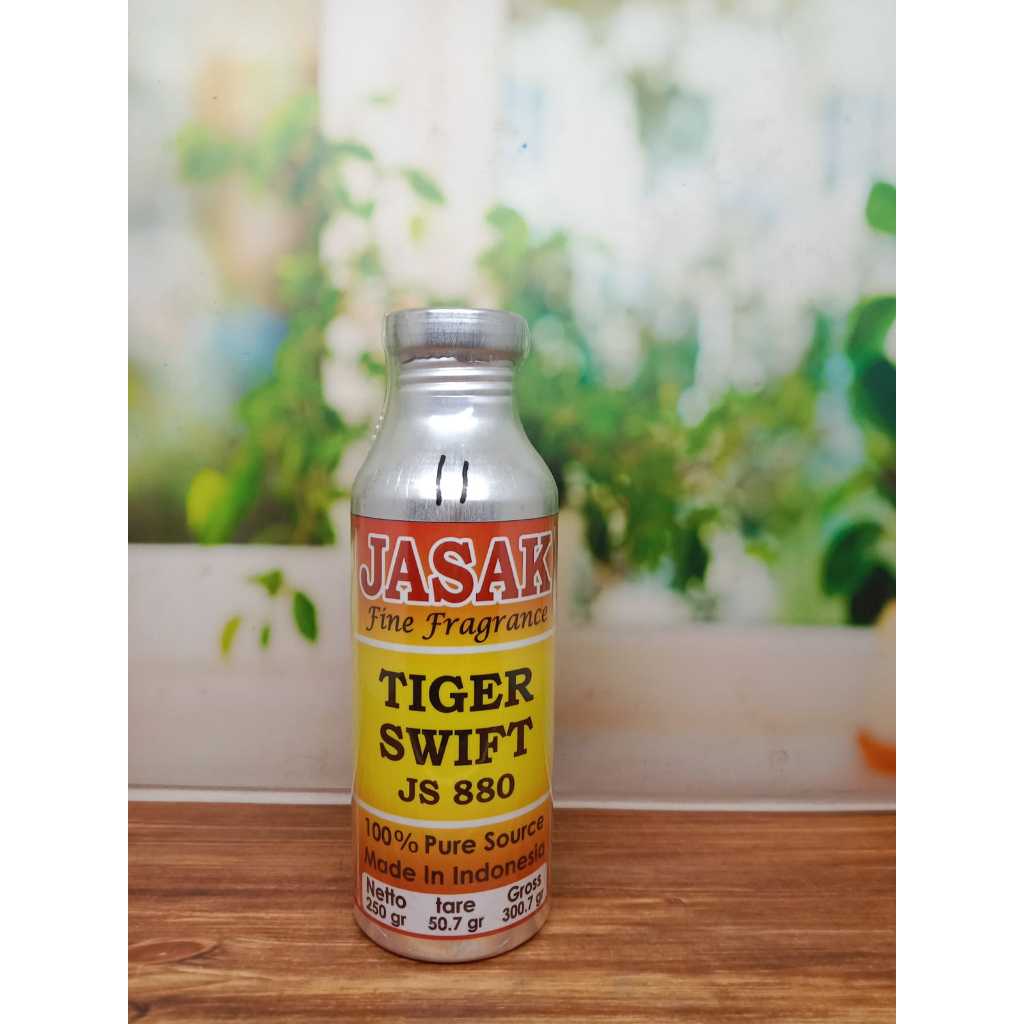 11
JASAK
Fine Fragrance
TIGER
SWIFT
JS 880
100% Pure Source
Made In Indonesia
Netto tare Gross
250 gr 50.7 gr 300.7 gr